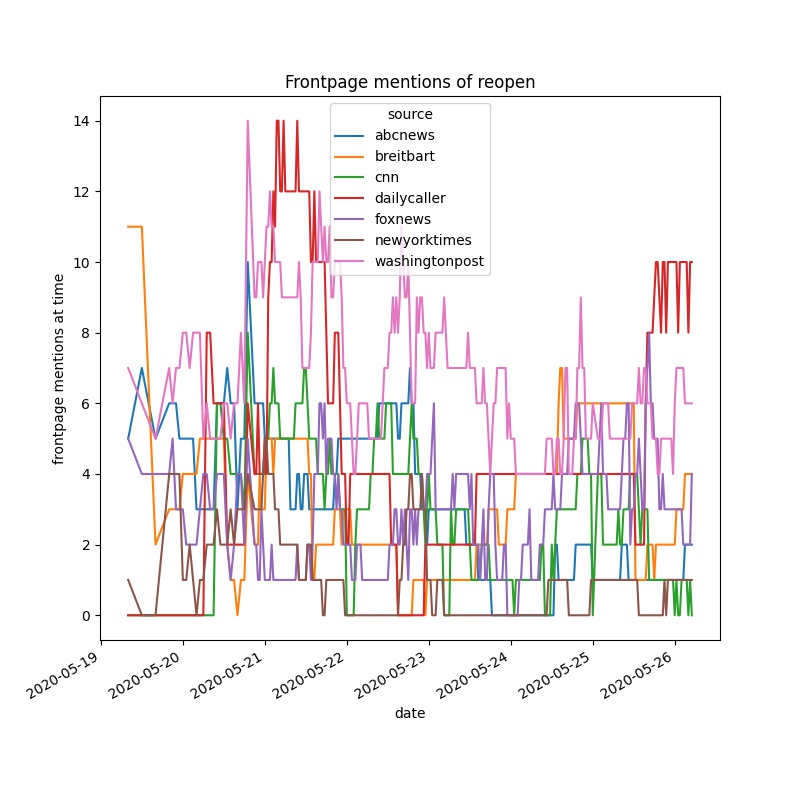 Frontpage mentions of reopen
source
abcnews
breitbart
cnn
dailycaller
foxnews
newyorktimes
washingtonpost
frontpage mentions at time
14
12
10
8
6
4
2
0
2020-05-19
2020-05-20
2020-05-21
2020-05-22
2020-05-23
2020-05-24
2020-05-25
2020-05-26
date